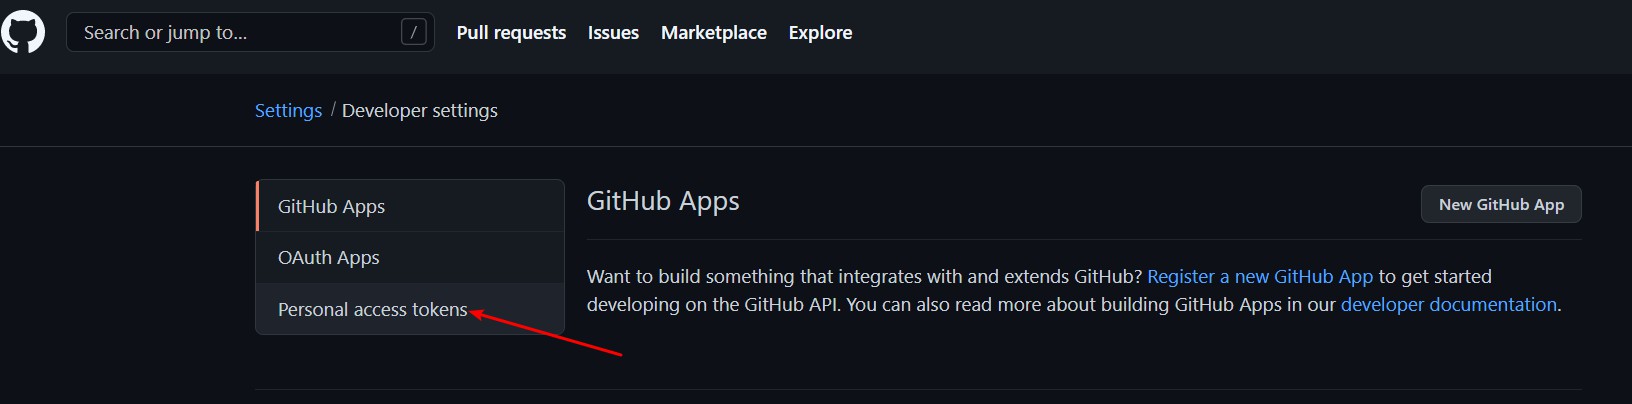 Search or jump to... /
Pull requests Issues Marketplace Explore
Settings / Developer settings
GitHub Apps
OAuth Apps
Personal access tokens
GitHub Apps
New GitHub App
Want to build something that integrates with and extends GitHub? Register a new GitHub App to get started
developing on the GitHub API. You can also read more about building GitHub Apps in our developer documentation.